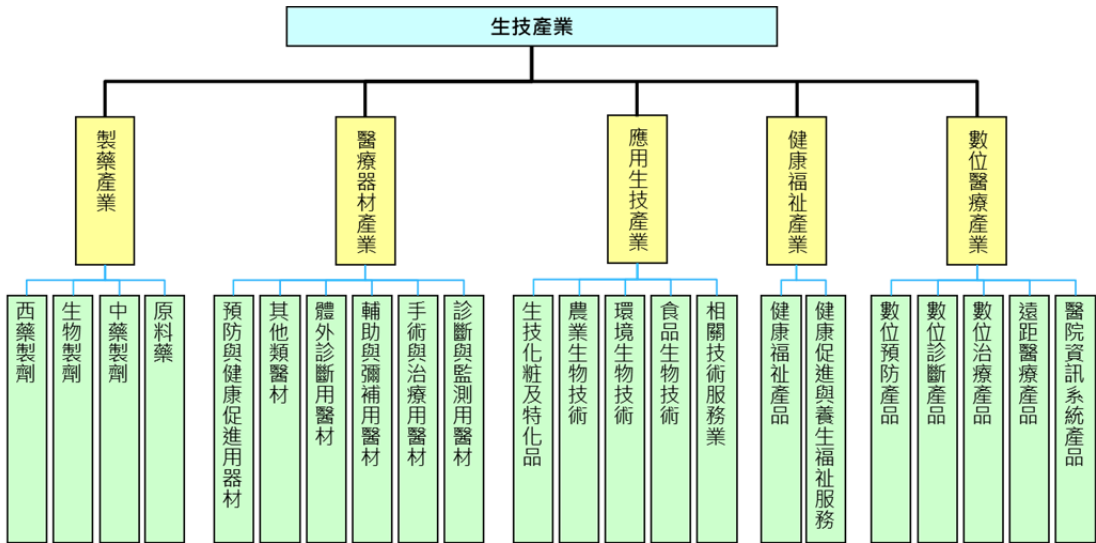 生技產業
製藥產業
醫療器材產業
應用生技產業
健康福祉產業
數位醫療產業
西藥製劑
生物製劑
中藥製劑
原料藥
預防與健康促進用器材
其他類醫材
體外診斷用醫材
輔助與彌補用醫材
手術與治療用醫材
診斷與監測用醫材
生技化粧及特化品
農業生物技術
環境生物技術
食品生物技術
相關技術服務業
健康福祉產品
健康促進與養生福祉服務
數位預防產品
數位診斷產品
數位治療產品
遠距醫療產品
醫院資訊系統產品